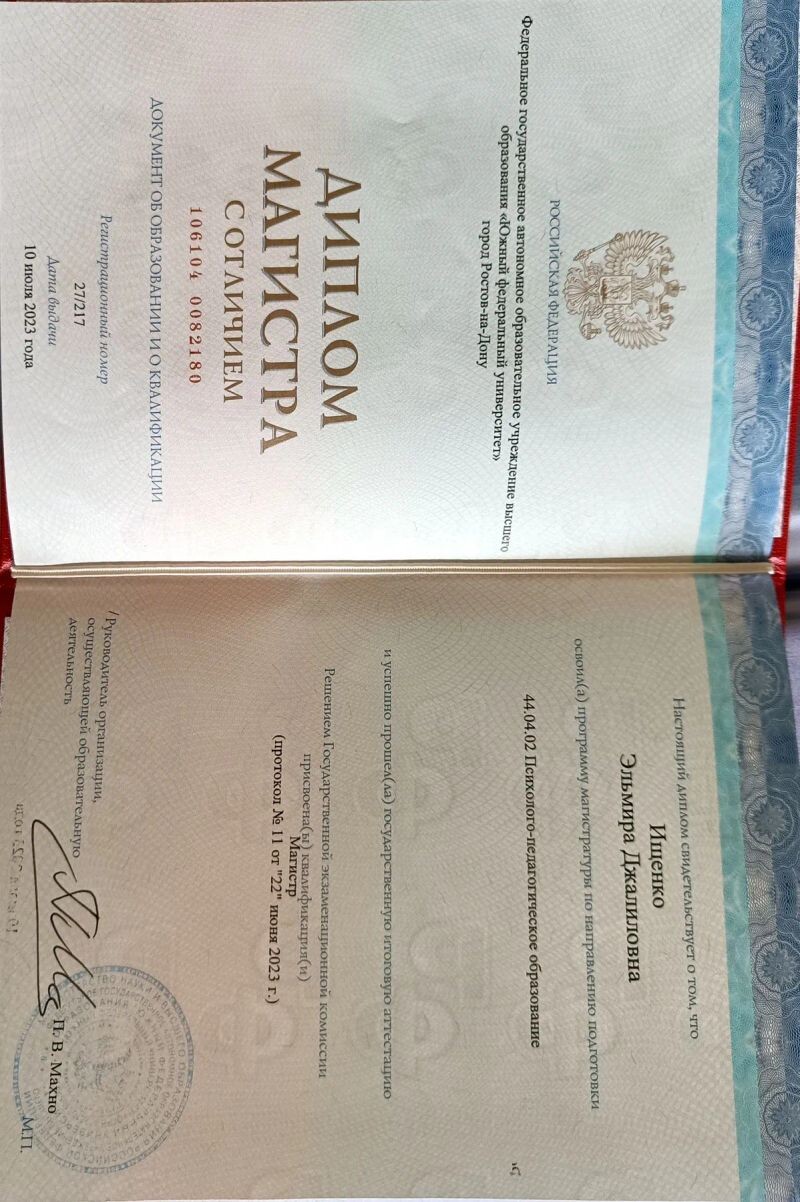 РОССИЙСКАЯ ФЕДЕРАЦИЯ
Федеральное государственное автономное образовательное учреждение высшего
образования «Южный федеральный университет»
город Ростов-на-Дону
ДИПЛОМ
МАГИСТРА
С ОТЛИЧИЕМ
106104 0082180
ДОКУМЕНТ ОБ ОБРАЗОВАНИИ И О КВАЛИФИКАЦИИ
Регистрационный номер
27/217
Дата выдачи
10 июля 2023 года
Настоящий диплом свидетельствует о том, что
Ищенко
Эльмира Джалиловна
освоил(а) программу магистратуры по направлению подготовки
44.04.02 Психолого-педагогическое образование
и успешно прошел(ла) государственную итоговую аттестацию
Решением Государственной экзаменационной комиссии
присвоена(ы) квалификация(и)
Магистр
(протокол № 11 от "22" июня 2023 г.)
Руководитель организации,
осуществляющей образовательную
деятельность
П. В. Махно
М.П.